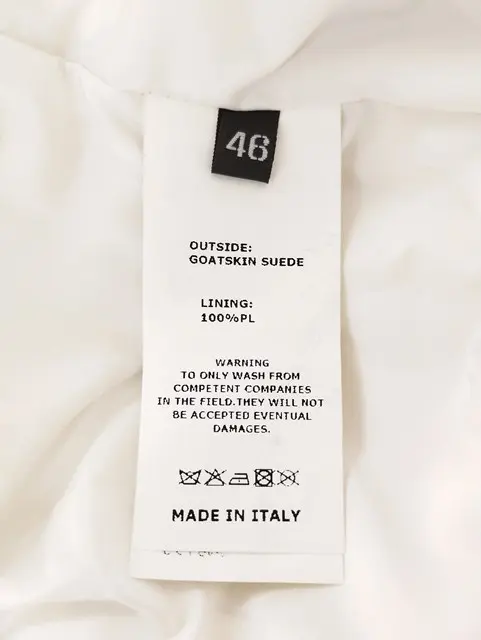 46
OUTSIDE:
GOATSKIN SUEDE
LINING:
100%PL
WARNING
TO ONLY WASH FROM
COMPETENT COMPANIES
IN THE FIELD.THEY WILL NOT
BE ACCEPTED EVENTUAL
DAMAGES.
MADE IN ITALY